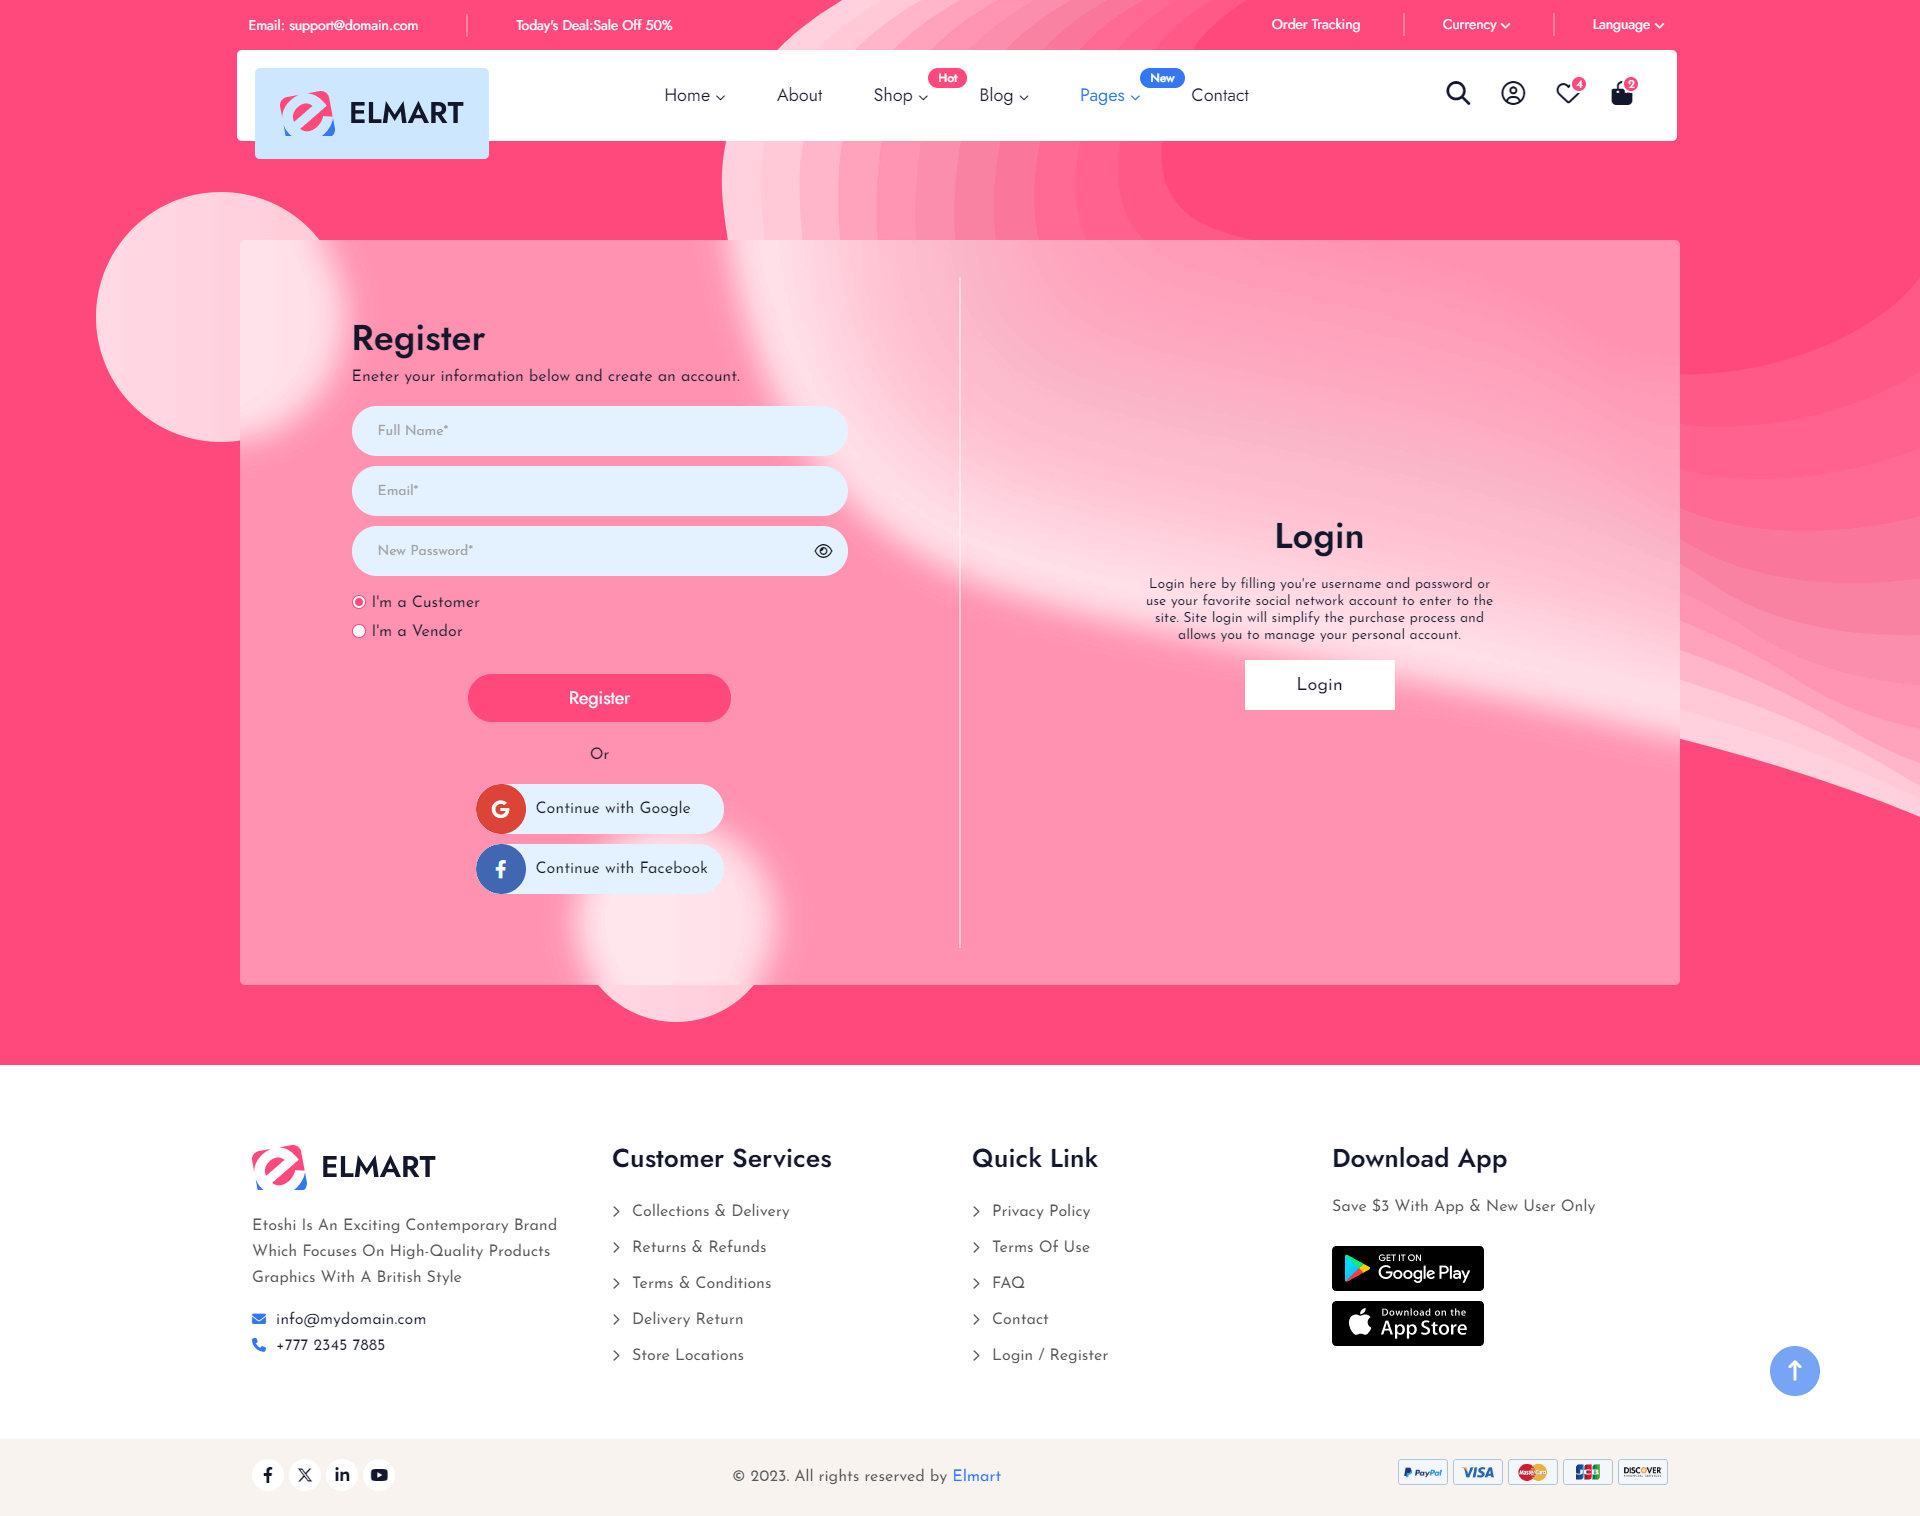 Email: support@domain.com
Today's Deal:Sale Off 50%
Order Tracking
Currency
Language
ELMART
Home
About
Shop
Hot
Blog
Pages
New
Contact
4
2
Register
Eneter your information below and create an account.
Full Name*
Email*
New Password*
I'm a Customer
I'm a Vendor
Register
Or
Continue with Google
Continue with Facebook
Login
Login here by filling you're username and password or
use your favorite social network account to enter to the
site. Site login will simplify the purchase process and
allows you to manage your personal account.
Login
ELMART
Etoshi Is An Exciting Contemporary Brand
Which Focuses On High-Quality Products
Graphics With A British Style
info@mydomain.com
+777 2345 7885
Customer Services
Collections & Delivery
Returns & Refunds
Terms & Conditions
Delivery Return
Store Locations
Quick Link
Privacy Policy
Terms Of Use
FAQ
Contact
Login / Register
Download App
Save $3 With App & New User Only
GET IT ON
Google Play
Download on the
App Store
© 2023. All rights reserved by Elmart
PayPal
VISA
MasterCard
JCB
DISCOVER